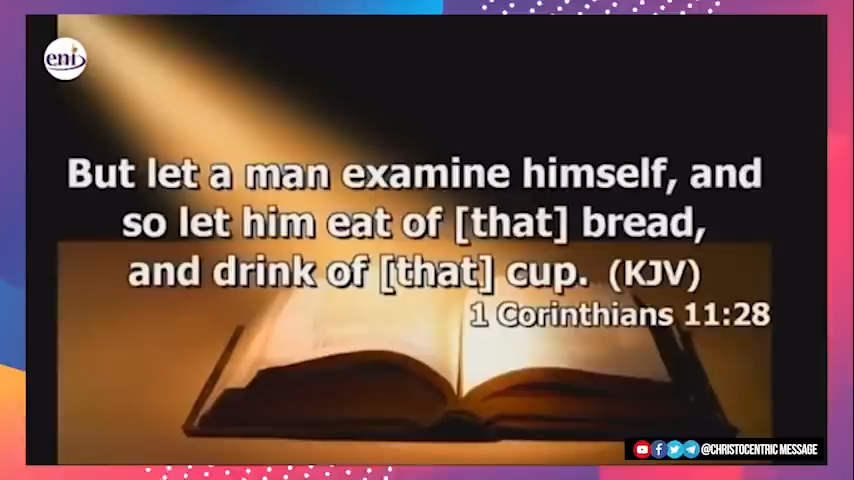 eni
But let a man examine himself, and
so let him eat of [that] bread,
and drink of [that] cup. (KJV)
1 Corinthians 11:28
@CHRISTOCENTRIC MESSAGE